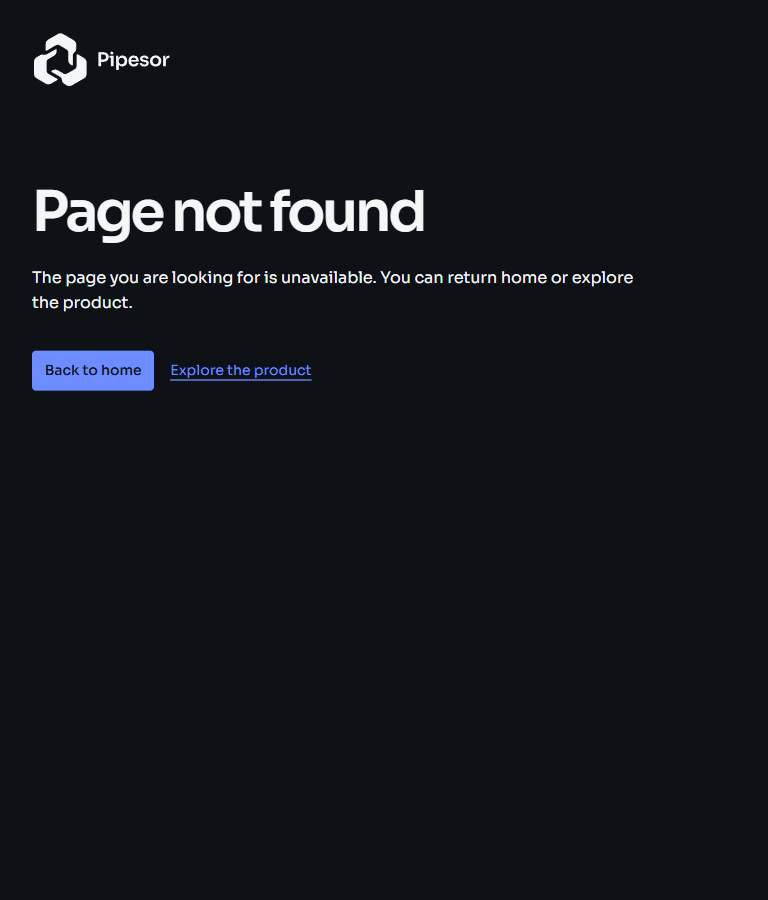 Pipesor
Page not found
The page you are looking for is unavailable. You can return home or explore
the product.
Back to home
Explore the product